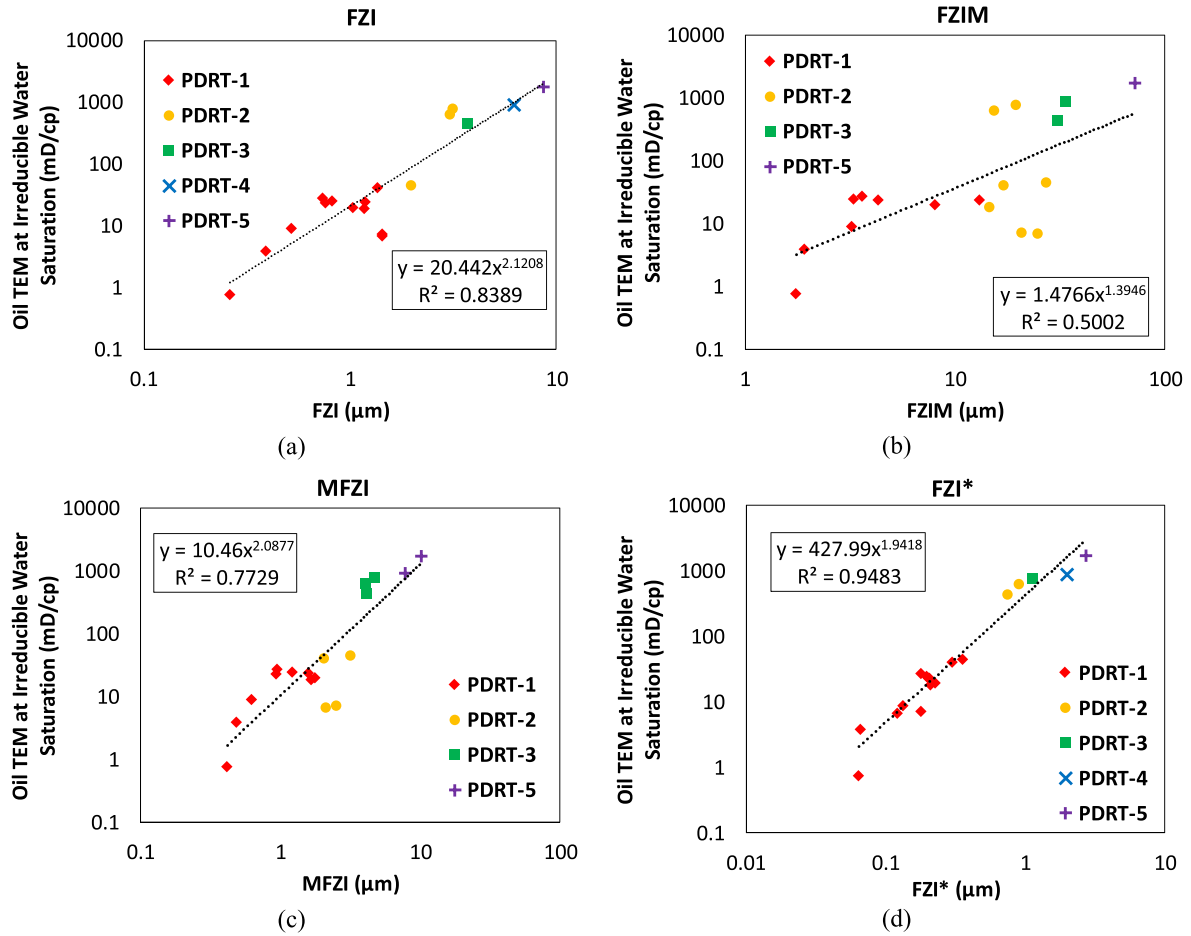 FZI
Oil TEM at Irreducible Water
Saturation (mD/cp)
10000
1000
100
10
1
0.1
PDRT-1
PDRT-2
PDRT-3
PDRT-4
PDRT-5
y = 20.442x^2.1208
R² = 0.8389
0.1
1
10
FZI (μm)
(a)
FZIM
Oil TEM at Irreducible Water
Saturation (mD/cp)
10000
1000
100
10
1
0.1
PDRT-1
PDRT-2
PDRT-3
PDRT-5
y = 1.4766x^1.3946
R² = 0.5002
1
10
100
FZIM (μm)
(b)
MFZI
Oil TEM at Irreducible Water
Saturation (mD/cp)
10000
1000
100
10
1
0.1
y = 10.46x^2.0877
R² = 0.7729
PDRT-1
PDRT-2
PDRT-3
PDRT-5
0.1
1
10
100
MFZI (μm)
(c)
FZI*
Oil TEM at Irreducible Water
Saturation (mD/cp)
10000
1000
100
10
1
0.1
y = 427.99x^1.9418
R² = 0.9483
PDRT-1
PDRT-2
PDRT-3
PDRT-4
PDRT-5
0.01
0.1
1
10
FZI* (μm)
(d)